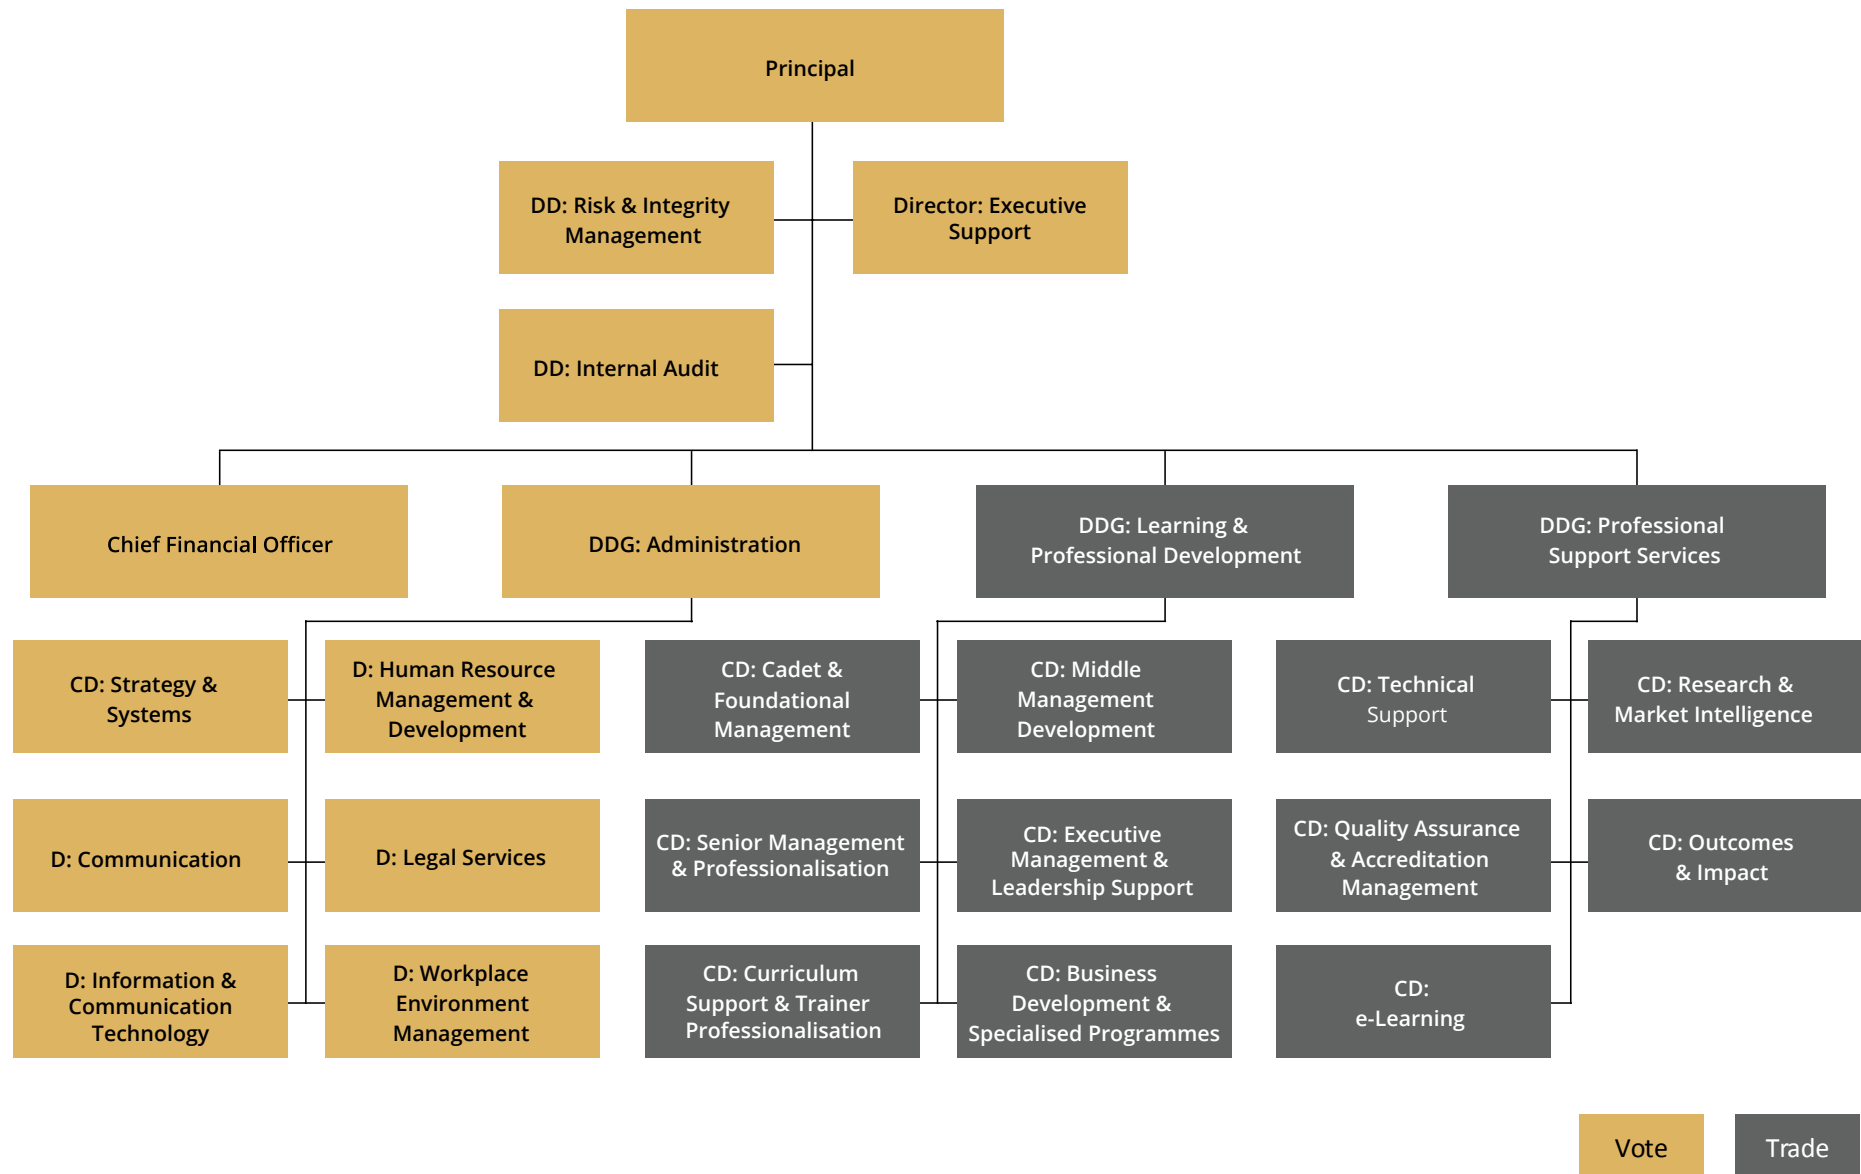 Principal
DD: Risk & Integrity
Management
Director: Executive
Support
DD: Internal Audit
Chief Financial Officer
DDG: Administration
DDG: Learning &
Professional Development
DDG: Professional
Support Services
CD: Strategy &
Systems
D: Human Resource
Management &
Development
CD: Cadet &
Foundational
Management
CD: Middle
Management
Development
CD: Technical
Support
CD: Research &
Market Intelligence
D: Communication
D: Legal Services
CD: Senior Management
& Professionalisation
CD: Executive
Management &
Leadership Support
CD: Quality Assurance
& Accreditation
Management
CD: Outcomes
& Impact
D: Information &
Communication
Technology
D: Workplace
Environment
Management
CD: Curriculum
Support & Trainer
Professionalisation
CD: Business
Development &
Specialised Programmes
CD:
e-Learning
Vote
Trade